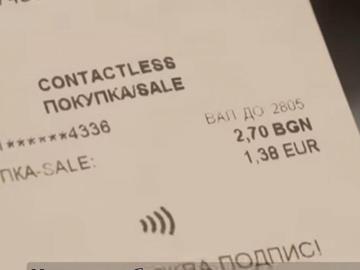 CONTACTLESS
ПОКУПКА/SALE
******4336
ВАЛ ДО 2805
ПКА-SALE:
2,70 BGN
1,38 EUR
ПОДПИС!